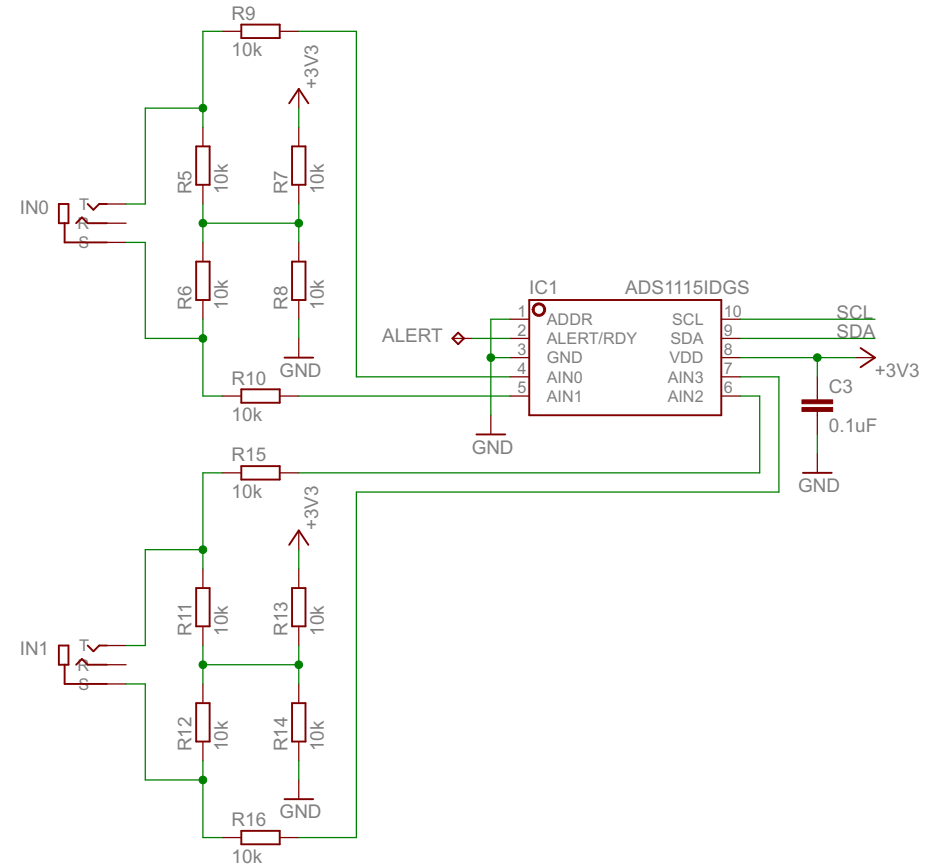 R9
10k
+3V3
R5
10k
R7
10k
IN0
T
R
S
R6
10k
R8
10k
GND
R10
10k
IC1
ADS1115IDGS
ALERT
1
ADDR
2
ALERT/RDY
3
GND
4
AIN0
5
AIN1
SCL
10
SCL
SDA
9
SDA
VDD
8
AIN3
7
AIN2
6
+3V3
C3
0.1uF
GND
GND
R15
10k
+3V3
R11
10k
R13
10k
IN1
T
R
S
R12
10k
R14
10k
GND
R16
10k